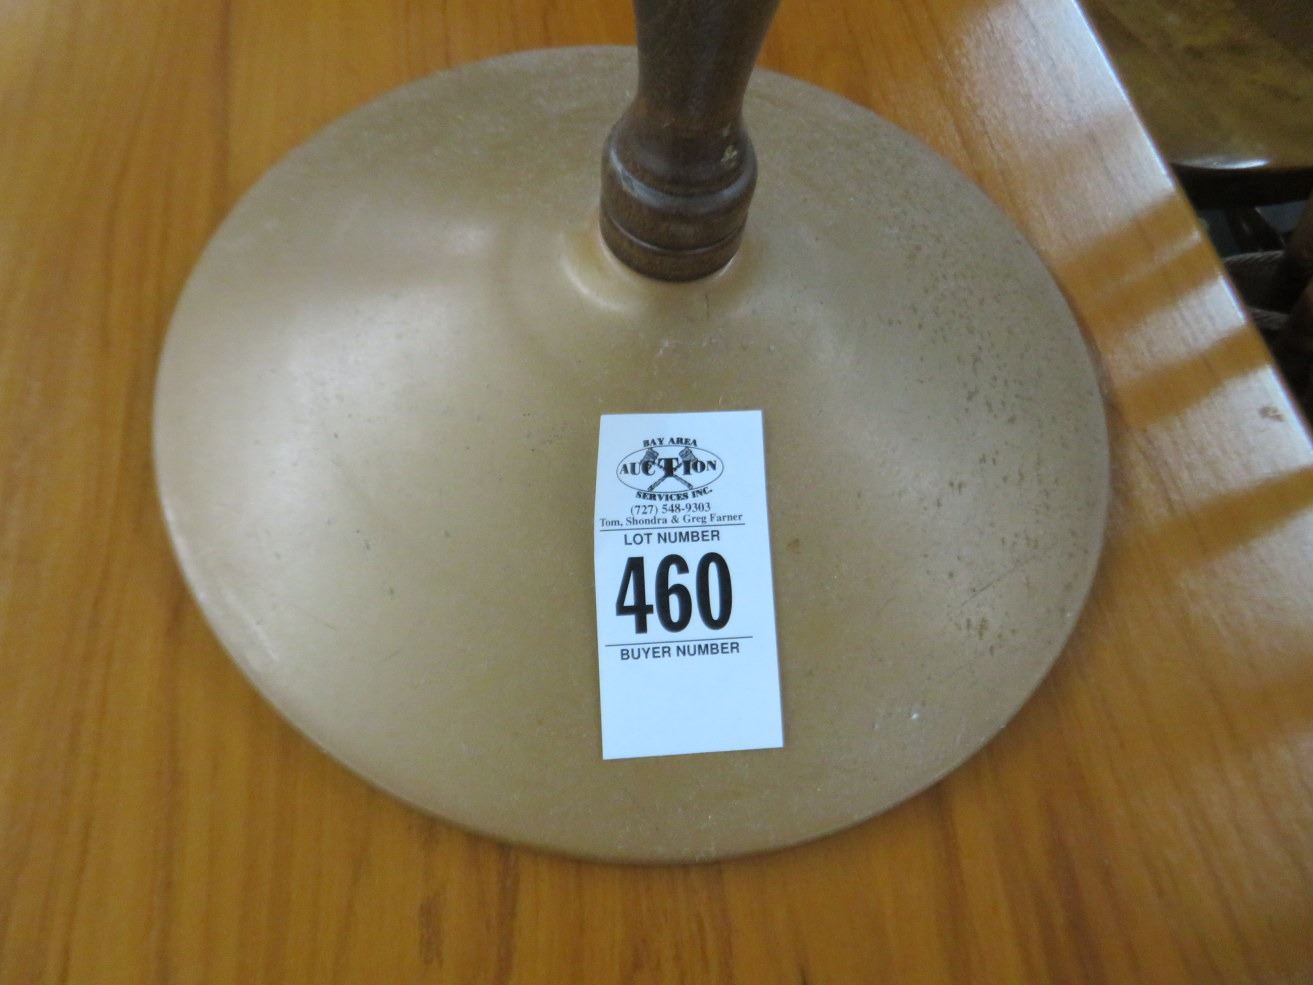 BAY AREA
AUCTION
SERVICES INC.
(727) 548-9303
Tom, Shondra & Greg Farner
LOT NUMBER
460
BUYER NUMBER